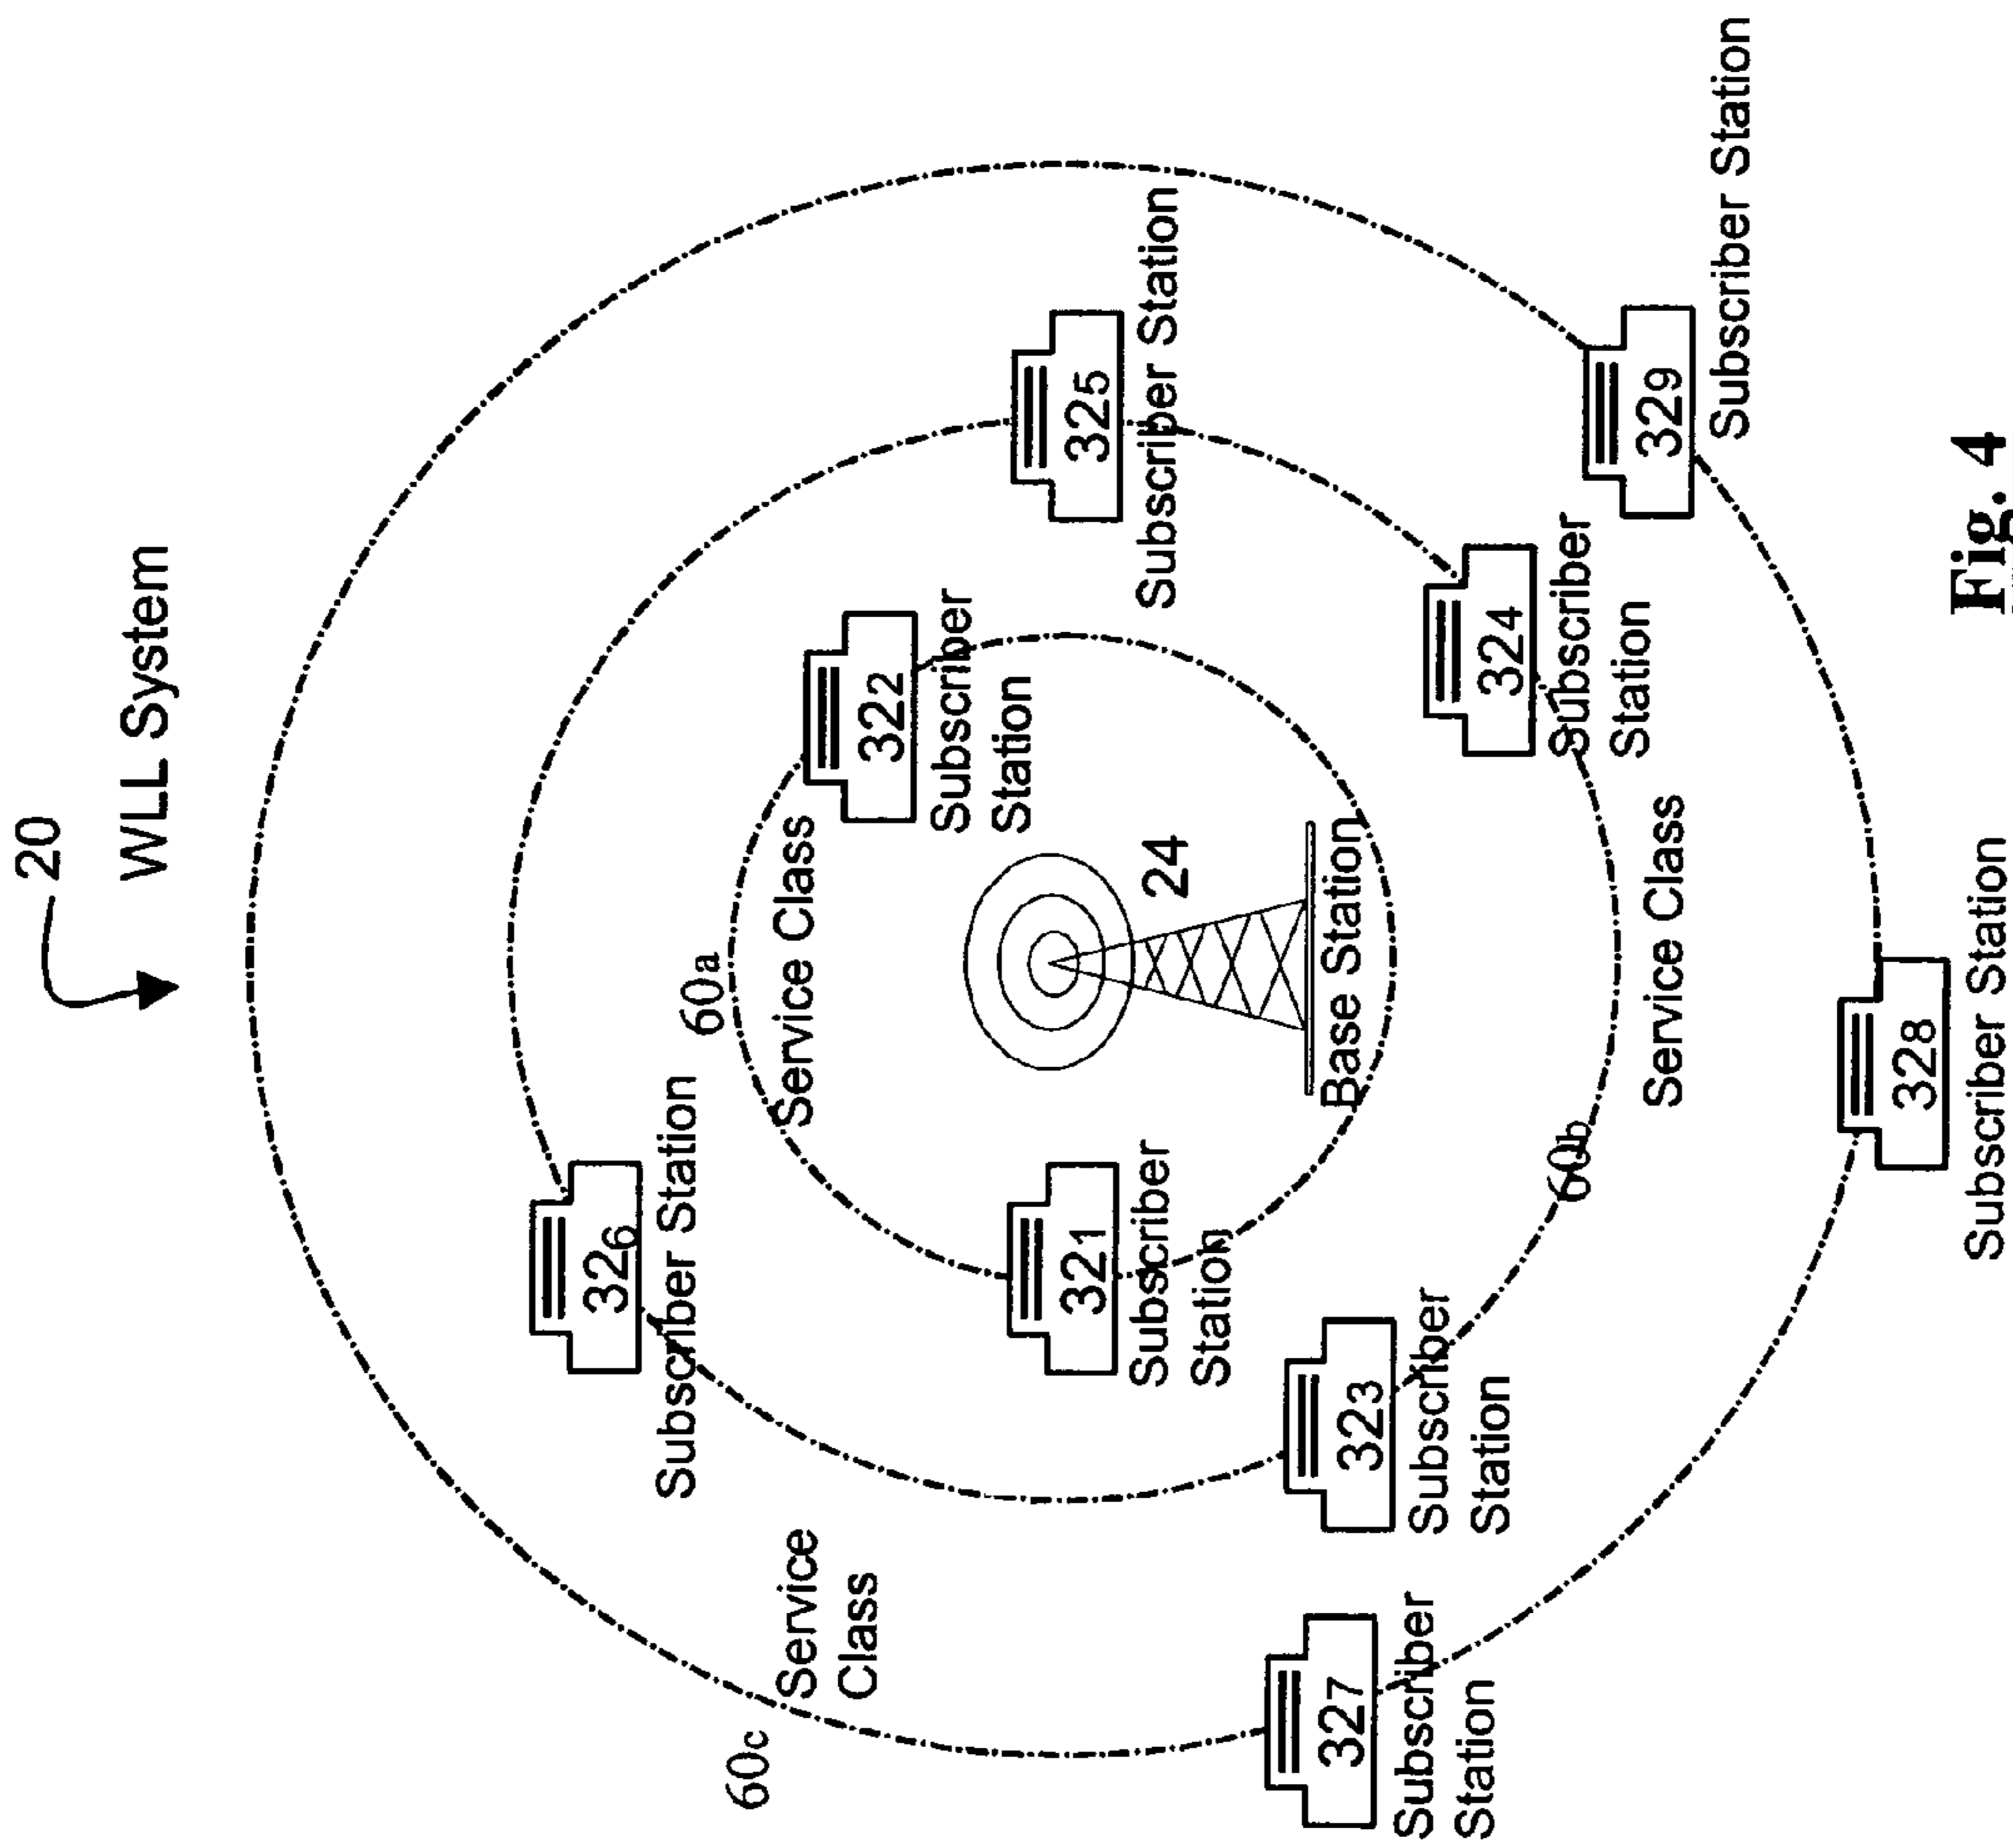 20
WLL System
32₆
Subscriber Station
60a
60c
Service
Class
Service Class
32₂
Subscriber
Station
32₁
Subscriber
Station
32₅
Subscriber Station
24
Base Station
32₇
Subscriber
Station
32₃
Subscriber
Station
32₄
Subscriber
Station
60b
Service Class
32₉
Subscriber Station
32₈
Subscriber Station
Fig. 4